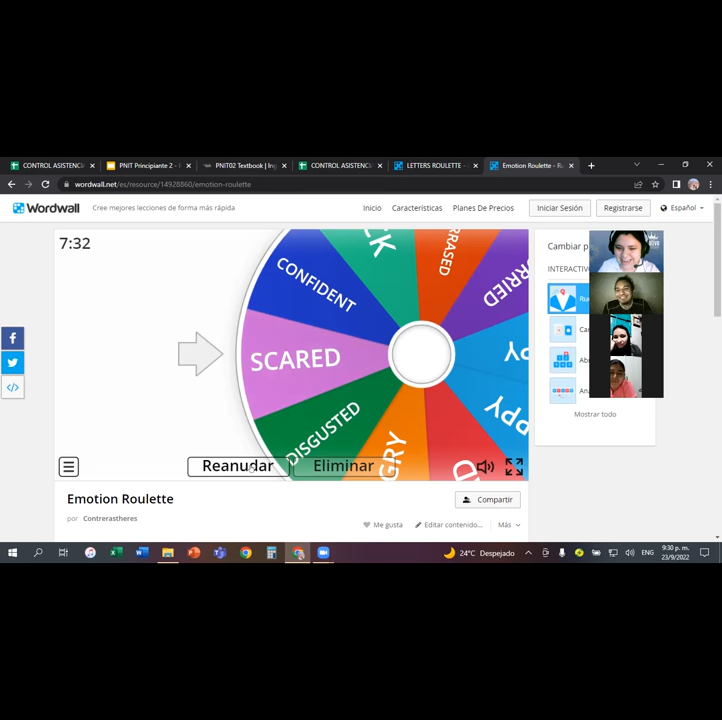 CONTROL ASISTENCI
PNIT Principiante 2 -
PNIT02 Textbook | Ing
CONTROL ASISTENCI
LETTERS ROULETTE -
Emotion Roulette - R
wordwall.net/es/resource/14928860/emotion-roulette
Wordwall
Cree mejores lecciones de forma más rápida
Inicio
Características
Planes De Precios
Iniciar Sesión
Registrarse
Español
7:32
CONFIDENT
SCARED
DISGUSTED
Reanudar
Eliminar
Cambiar p
Mostrar todo
Emotion Roulette
por Contrerastheres
Compartir
Me gusta
Editar contenido...
Más
24°C Despejado
ENG
9:30 p. m.
23/9/2022